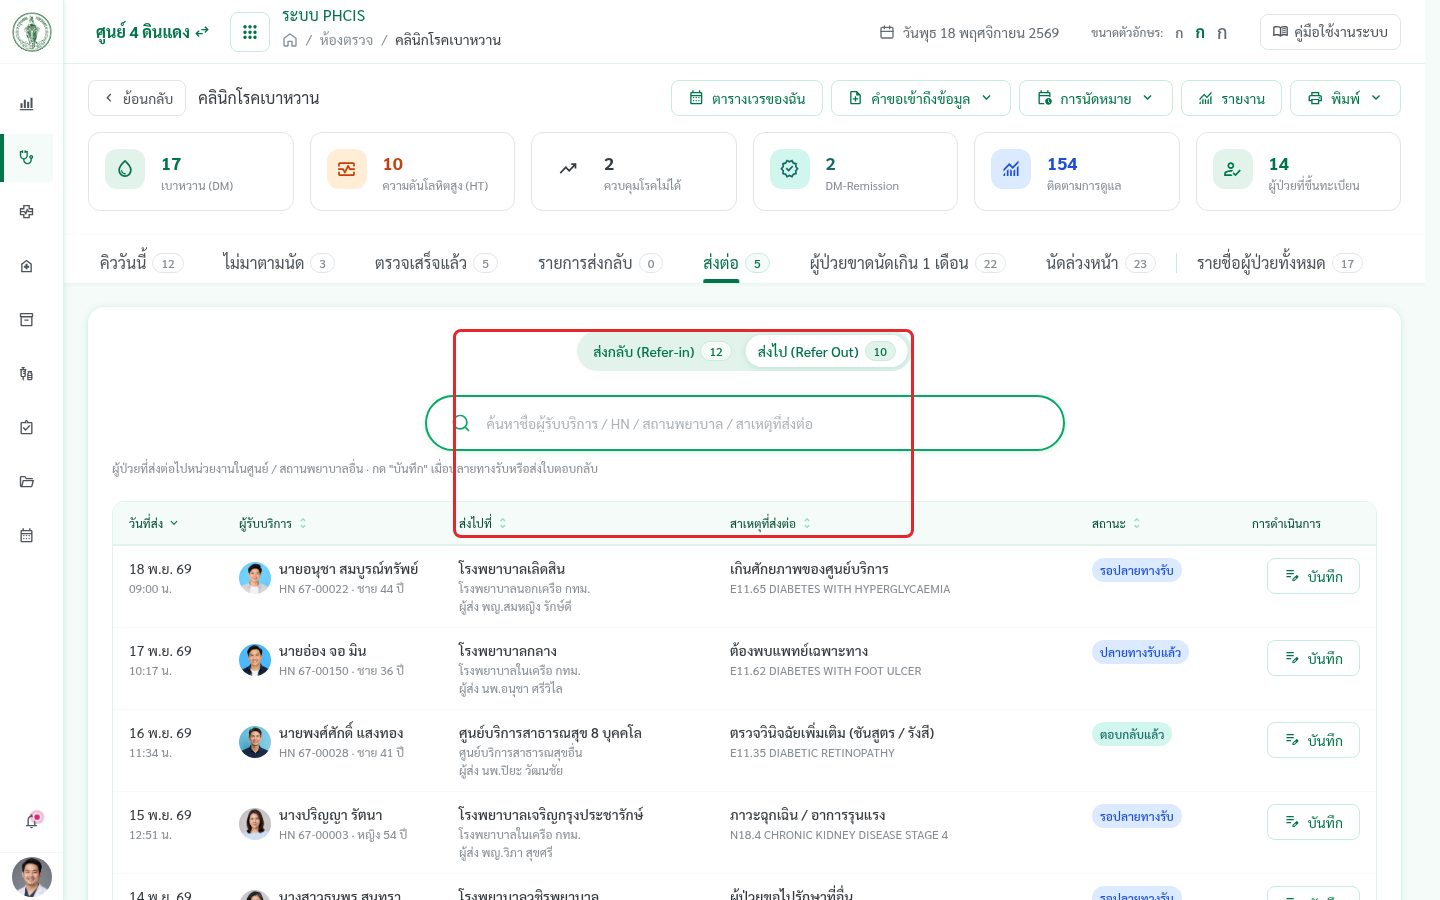 ศูนย์ 4 ดินแดง
ระบบ PHCIS
/ ห้องตรวจ / คลินิกโรคเบาหวาน
วันพุธ 18 พฤศจิกายน 2569
ขนาดตัวอักษร: ก ก ก
คู่มือใช้งานระบบ
ย้อนกลับ
คลินิกโรคเบาหวาน
ตารางเวรของฉัน
คำขอเข้าถึงข้อมูล
การนัดหมาย
รายงาน
พิมพ์
17
เบาหวาน (DM)
10
ความดันโลหิตสูง (HT)
2
ควบคุมโรคไม่ได้
2
DM-Remission
154
ติดตามการดูแล
14
ผู้ป่วยที่ขึ้นทะเบียน
คิววันนี้ 12
ไม่มาตามนัด 3
ตรวจเสร็จแล้ว 5
รายการส่งกลับ 0
ส่งต่อ 5
ผู้ป่วยขาดนัดเกิน 1 เดือน 22
นัดล่วงหน้า 23
รายชื่อผู้ป่วยทั้งหมด 17
ส่งกลับ (Refer-in) 12
ส่งไป (Refer Out) 10
ค้นหาชื่อผู้รับบริการ / HN / สถานพยาบาล / สาเหตุที่ส่งต่อ
ผู้ป่วยที่ส่งต่อไปหน่วยงานในศูนย์ / สถานพยาบาลอื่น · กด "บันทึก" เมื่อปลายทางรับหรือส่งใบตอบกลับ
วันที่ส่ง ผู้รับบริการ ส่งไปที่ สาเหตุที่ส่งต่อ สถานะ การดำเนินการ
18 พ.ย. 69
09:00 น.
นายอนุชา สมบูรณ์ทรัพย์
HN 67-00022 · ชาย 44 ปี
โรงพยาบาลเลิดสิน
โรงพยาบาลนอกเครือ กทม.
ผู้ส่ง พญ.สมหญิง รักษ์ดี
เกินศักยภาพของศูนย์บริการ
E11.65 DIABETES WITH HYPERGLYCAEMIA
รอปลายทางรับ
บันทึก
17 พ.ย. 69
10:17 น.
นายอ่อง จอ มิน
HN 67-00150 · ชาย 36 ปี
โรงพยาบาลกลาง
โรงพยาบาลในเครือ กทม.
ผู้ส่ง นพ.อนุชา ศรีวิไล
ต้องพบแพทย์เฉพาะทาง
E11.62 DIABETES WITH FOOT ULCER
ปลายทางรับแล้ว
บันทึก
16 พ.ย. 69
11:34 น.
นายพงศ์ศักดิ์ แสงทอง
HN 67-00028 · ชาย 41 ปี
ศูนย์บริการสาธารณสุข 8 บุคคโล
ศูนย์บริการสาธารณสุขอื่น
ผู้ส่ง นพ.ปิยะ วัฒนชัย
ตรวจวินิจฉัยเพิ่มเติม (ชันสูตร / รังสี)
E11.35 DIABETIC RETINOPATHY
ตอบกลับแล้ว
บันทึก
15 พ.ย. 69
12:51 น.
นางปริญญา รัตนา
HN 67-00003 · หญิง 54 ปี
โรงพยาบาลเจริญกรุงประชารักษ์
โรงพยาบาลในเครือ กทม.
ผู้ส่ง พญ.วิภา สุขศรี
ภาวะฉุกเฉิน / อาการรุนแรง
N18.4 CHRONIC KIDNEY DISEASE STAGE 4
รอปลายทางรับ
บันทึก
14 พ.ย. 69
โรงพยาบาลวชิรพยาบาล
ผู้ป่วยขอไปรักษาที่อื่น
รอปลายทางรับ